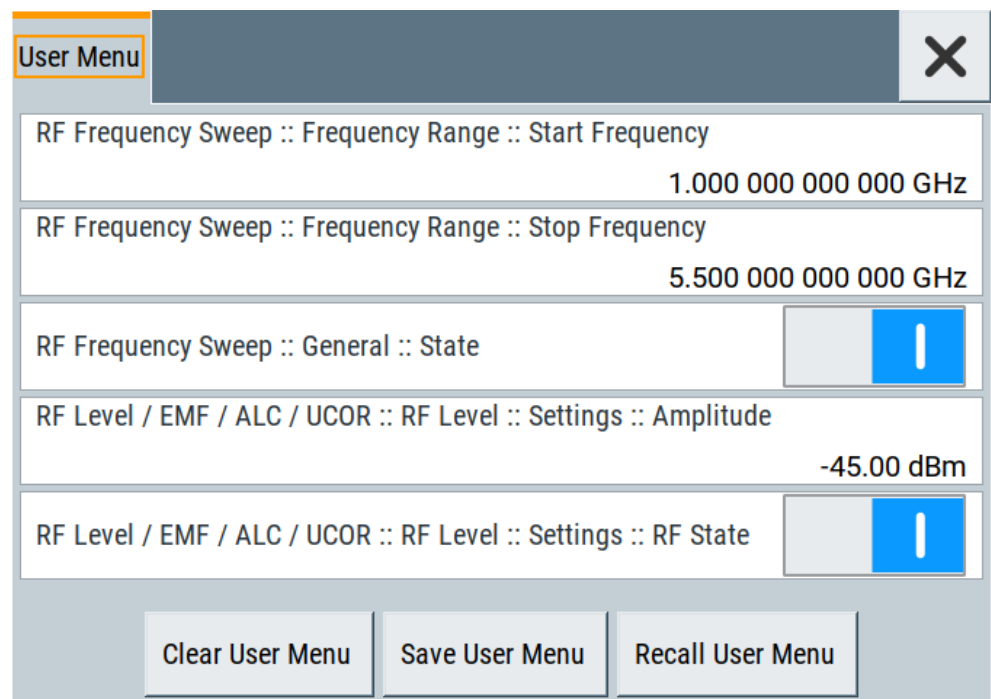 User Menu
RF Frequency Sweep :: Frequency Range :: Start Frequency
1.000 000 000 000 GHz
RF Frequency Sweep :: Frequency Range :: Stop Frequency
5.500 000 000 000 GHz
RF Frequency Sweep :: General :: State
RF Level / EMF / ALC / UCOR :: RF Level :: Settings :: Amplitude
-45.00 dBm
RF Level / EMF / ALC / UCOR :: RF Level :: Settings :: RF State
Clear User Menu Save User Menu Recall User Menu